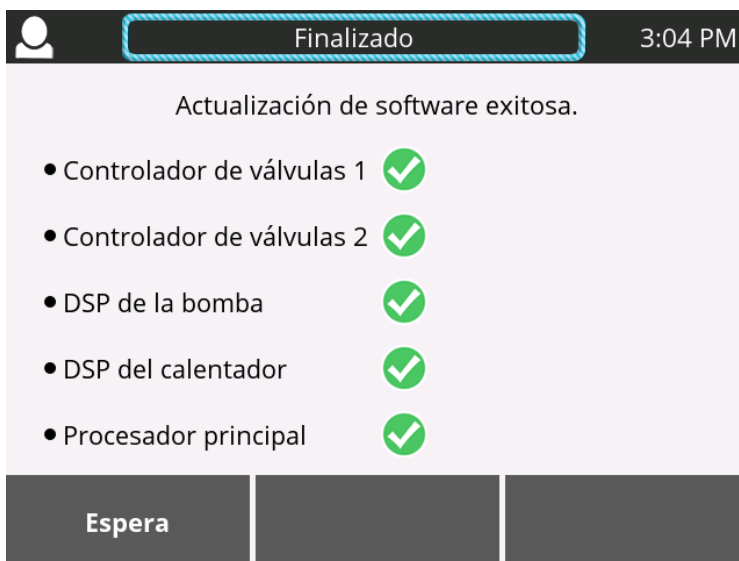 Finalizado
3:04 PM
Actualización de software exitosa.
• Controlador de válvulas 1
• Controlador de válvulas 2
• DSP de la bomba
• DSP del calentador
• Procesador principal
Espera